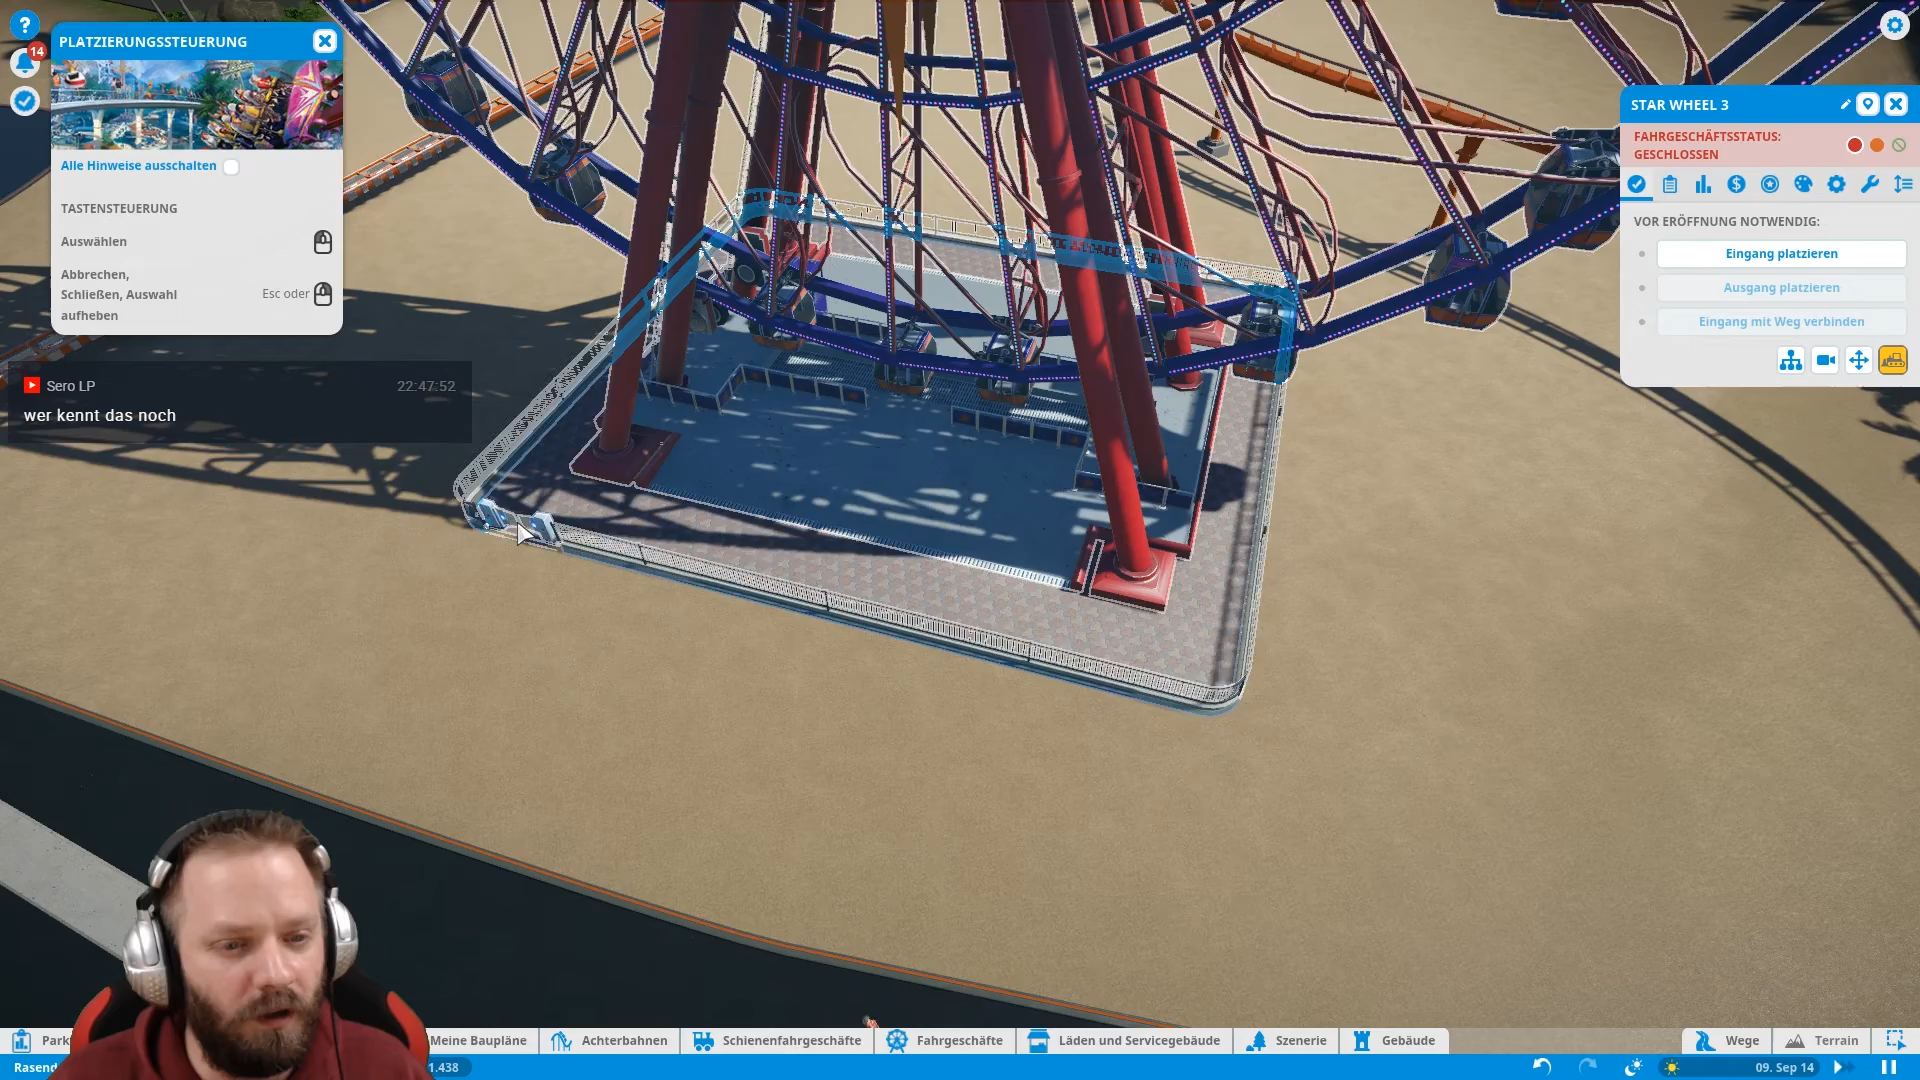 ?
14
PLATZIERUNGSSTEUERUNG
Alle Hinweise ausschalten
TASTENSTEUERUNG
Auswählen
Abbrechen,
Schließen, Auswahl
aufheben
Esc oder
Sero LP
22:47:52
wer kennt das noch
STAR WHEEL 3
FAHRGESCHÄFTSSTATUS:
GESCHLOSSEN
VOR ERÖFFNUNG NOTWENDIG:
Eingang platzieren
Ausgang platzieren
Eingang mit Weg verbinden
Park
Meine Baupläne
Achterbahnen
Schienenfahrgeschäfte
Fahrgeschäfte
Läden und Servicegebäude
Szenerie
Gebäude
Wege
Terrain
Rasend
1.438
09. Sep 14